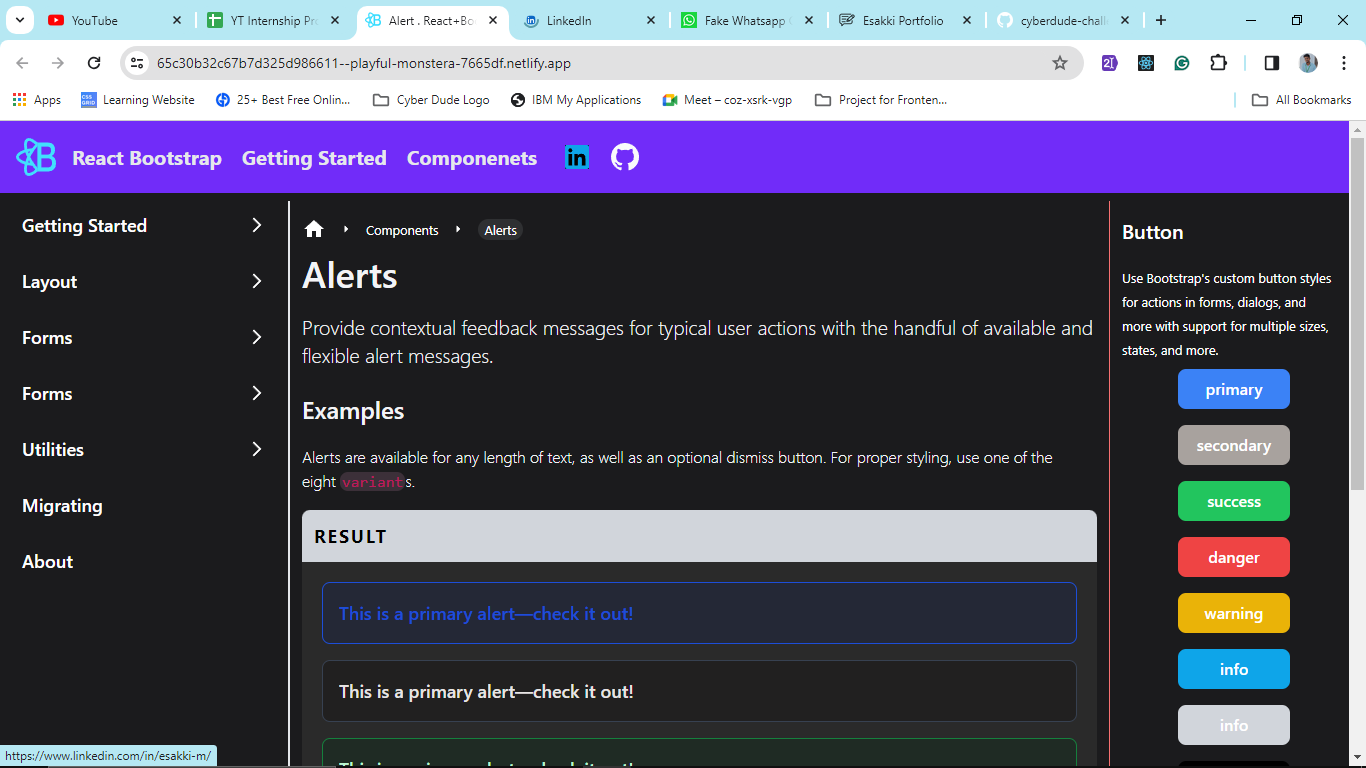 YouTube
YT Internship Pro
Alert . React+Bo
LinkedIn
Fake Whatsapp
Esakki Portfolio
cyberdude-chall
65c30b32c67b7d325d986611--playful-monstera-7665df.netlify.app
Apps
CSS GRID
Learning Website
25+ Best Free Onlin...
Cyber Dude Logo
IBM My Applications
Meet – coz-xsrk-vgp
Project for Fronten...
All Bookmarks
React Bootstrap
Getting Started
Componenets
in
Getting Started
Layout
Forms
Forms
Utilities
Migrating
About
Components
Alerts
Alerts
Provide contextual feedback messages for typical user actions with the handful of available and
flexible alert messages.
Examples
Alerts are available for any length of text, as well as an optional dismiss button. For proper styling, use one of the
eight variants.
RESULT
This is a primary alert—check it out!
This is a primary alert—check it out!
Button
Use Bootstrap's custom button styles
for actions in forms, dialogs, and
more with support for multiple sizes,
states, and more.
primary
secondary
success
danger
warning
info
info
https://www.linkedin.com/in/esakki-m/